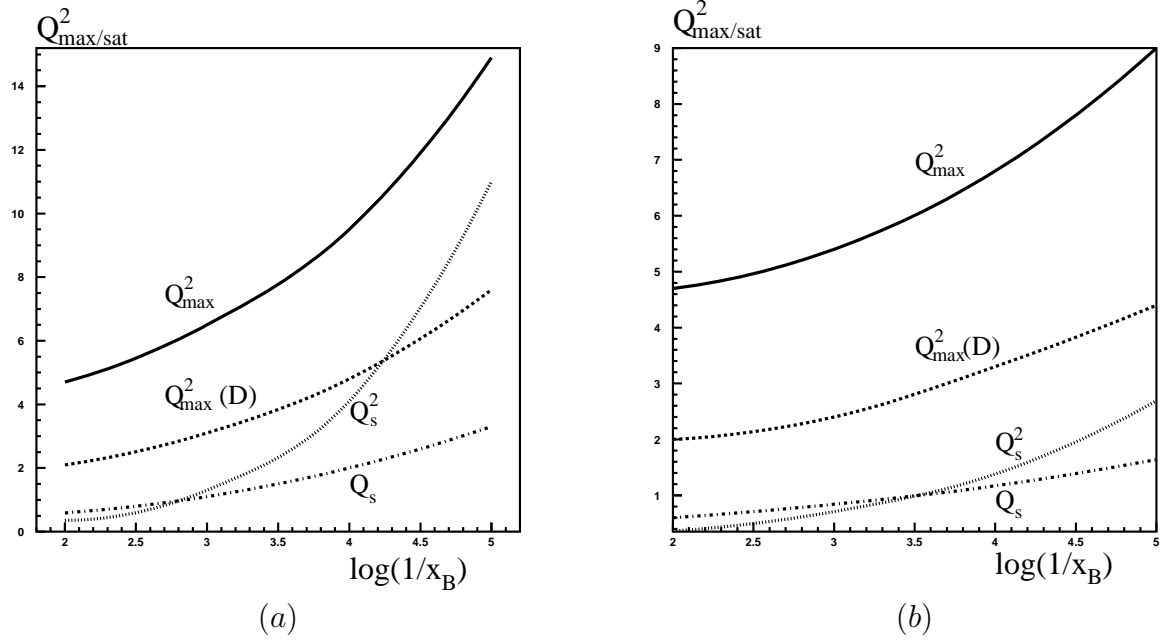 Q²max/sat
14
12
10
8
6
4
2
0
Q²max
Q²max (D)
Q²s
Qs
2 2.5 3 3.5 4 4.5 5
log(1/xB)
(a)
Q²max/sat
9
8
7
6
5
4
3
2
1
Q²max
Q²max(D)
Q²s
Qs
2 2.5 3 3.5 4 4.5 5
log(1/xB)
(b)